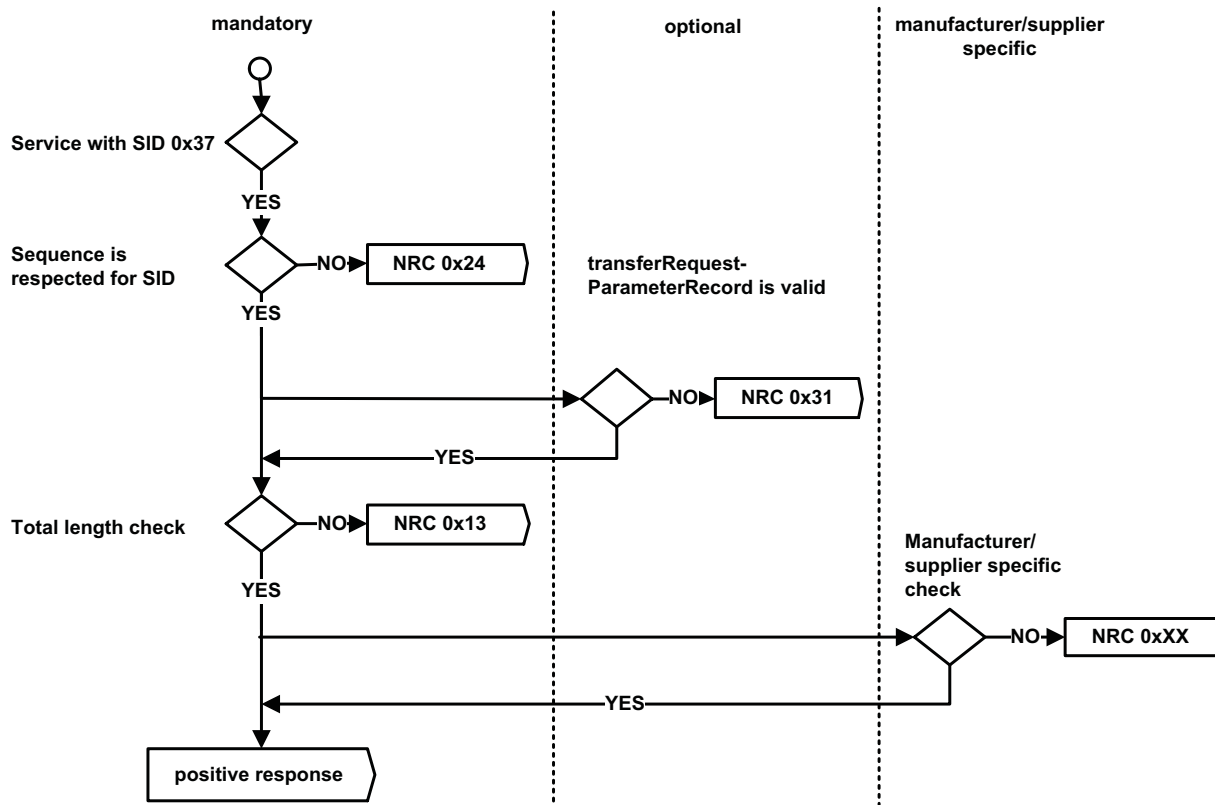 mandatory
optional
manufacturer/supplier
specific
Service with SID 0x37
YES
Sequence is
respected for SID
NO
NRC 0x24
YES
transferRequest-
ParameterRecord is valid
NO
NRC 0x31
YES
Total length check
NO
NRC 0x13
YES
Manufacturer/
supplier specific
check
NO
NRC 0xXX
YES
positive response